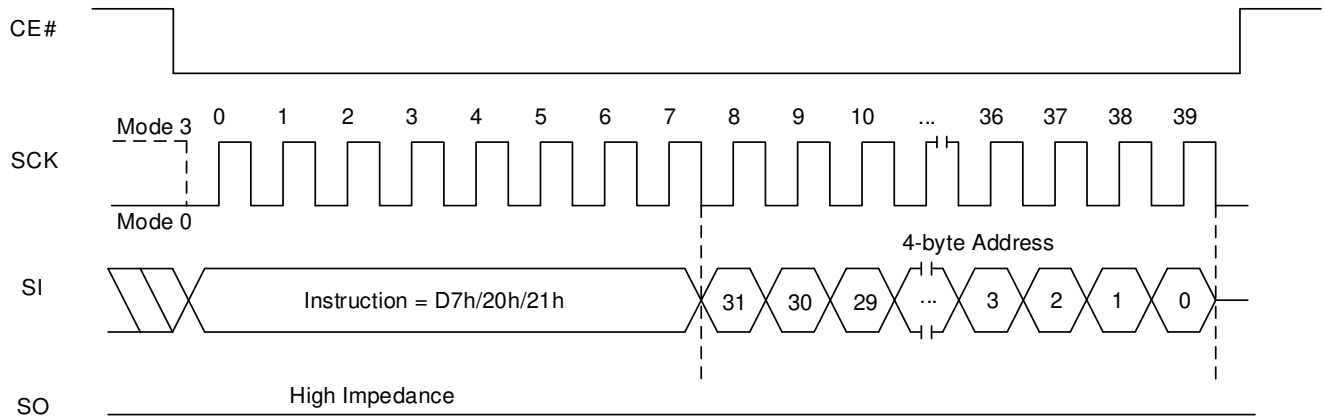 CE#
0 1 2 3 4 5 6 7 8 9 10 ... 36 37 38 39
Mode 3
SCK
Mode 0
4-byte Address
SI Instruction = D7h/20h/21h 31 30 29 ... 3 2 1 0
High Impedance
SO